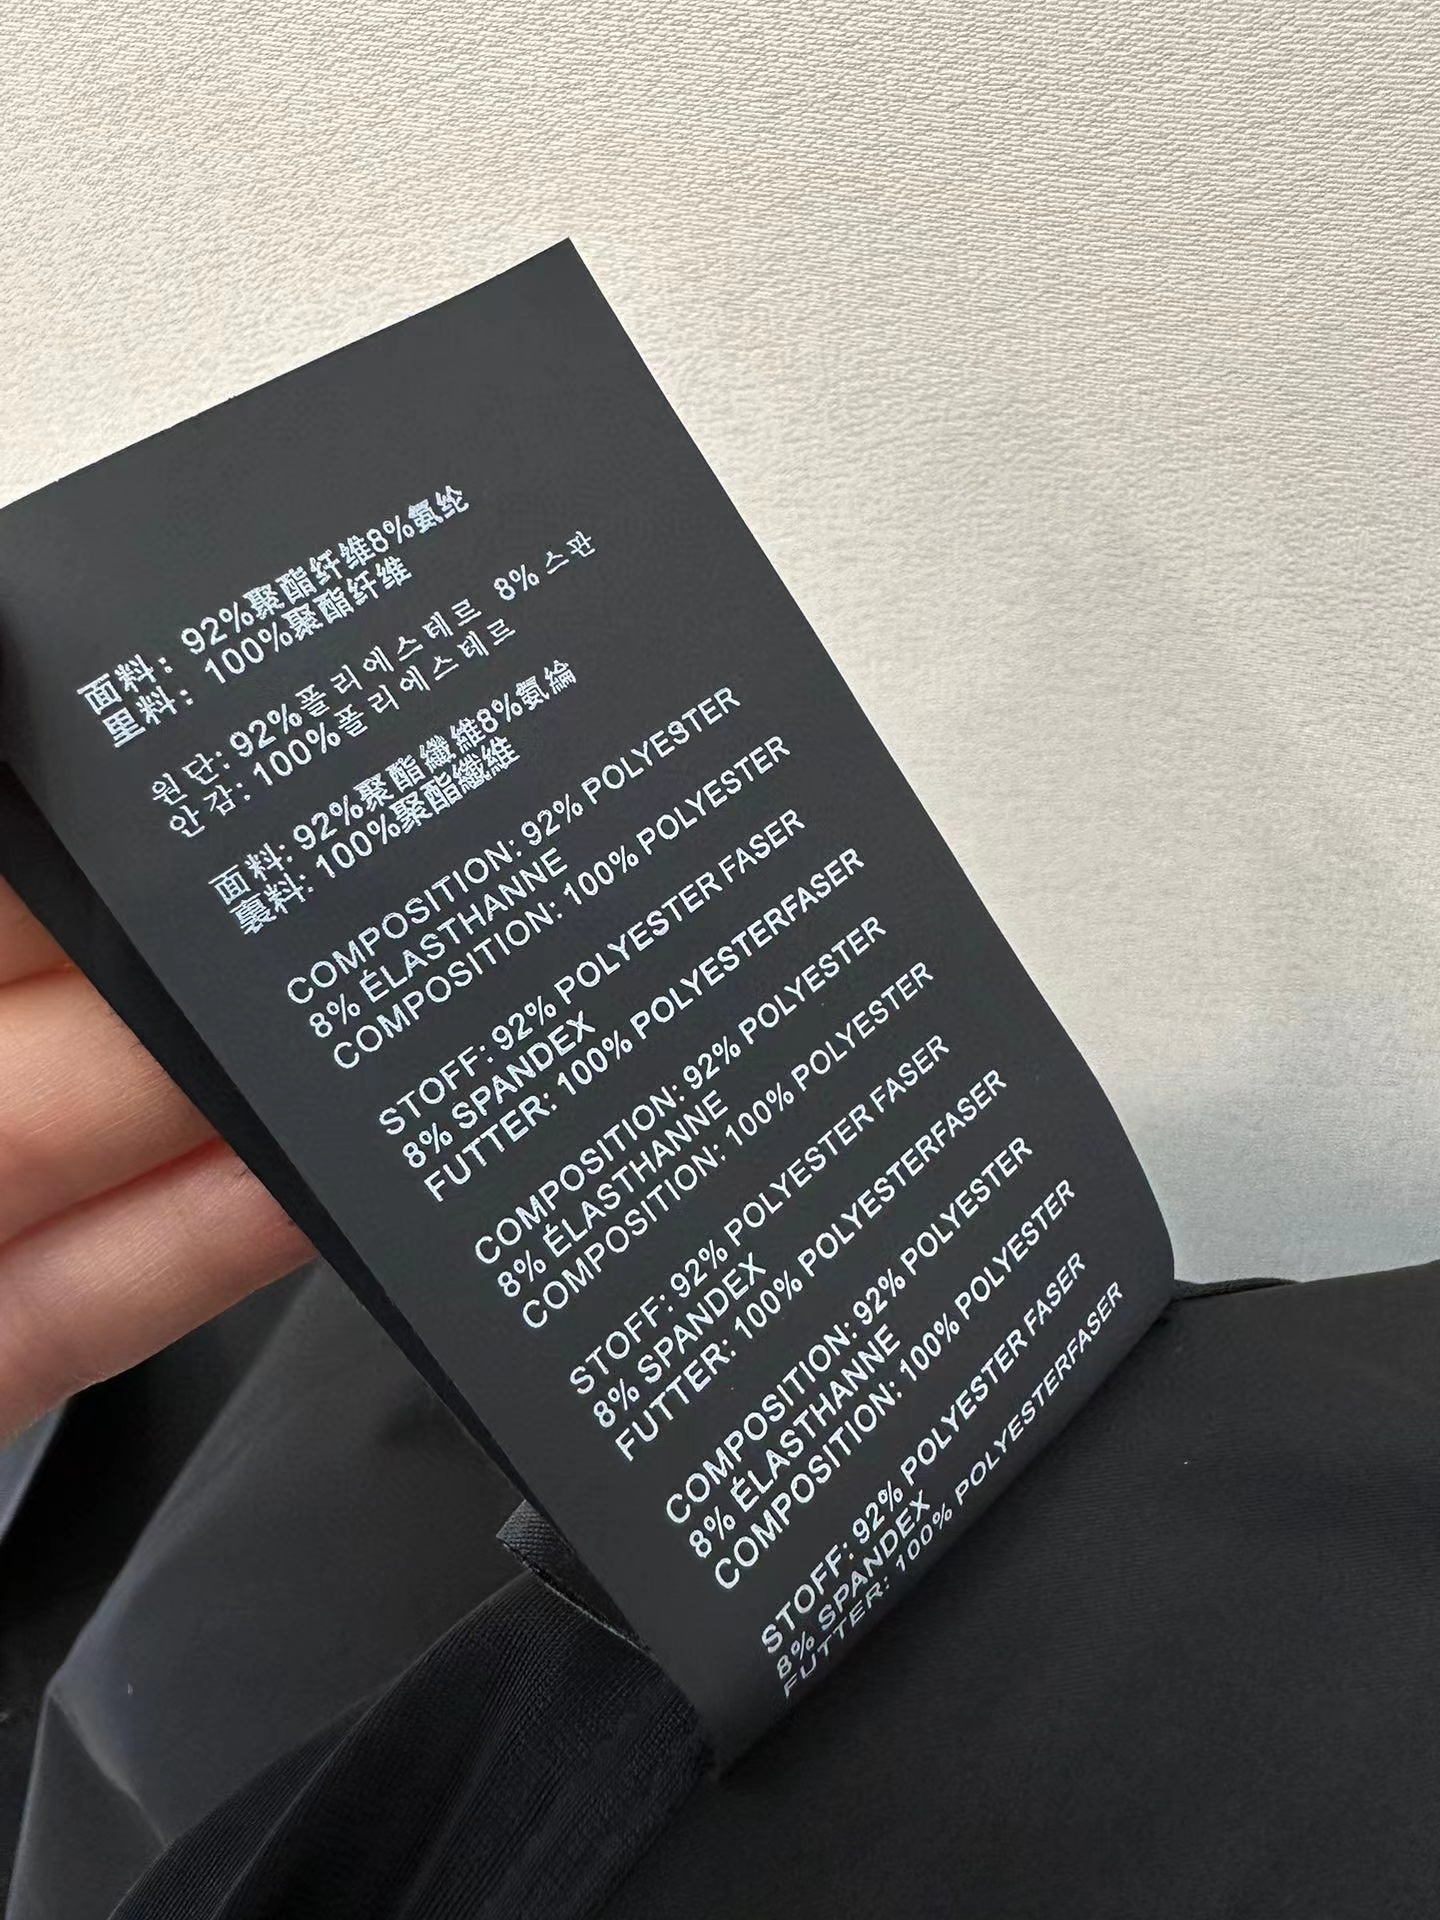 面料: 92%聚酯纤维8%氨纶
里料: 100%聚酯纤维
원단: 92%폴리에스테르 8% 스판
안감: 100%폴리에스테르
面料: 92%聚酯纖維8%氨綸
裏料: 100%聚酯纖維
COMPOSITION: 92% POLYESTER
8% ÉLASTHANNE
COMPOSITION: 100% POLYESTER
STOFF: 92% POLYESTER FASER
8% SPANDEX
FUTTER: 100% POLYESTERFASER
COMPOSITION: 92% POLYESTER
8% ÉLASTHANNE
COMPOSITION: 100% POLYESTER
STOFF: 92% POLYESTER FASER
8% SPANDEX
FUTTER: 100% POLYESTERFASER
COMPOSITION: 92% POLYESTER
8% ÉLASTHANNE
COMPOSITION: 100% POLYESTER
STOFF: 92% POLYESTER FASER
8% SPANDEX
FUTTER: 100% POLYESTERFASER